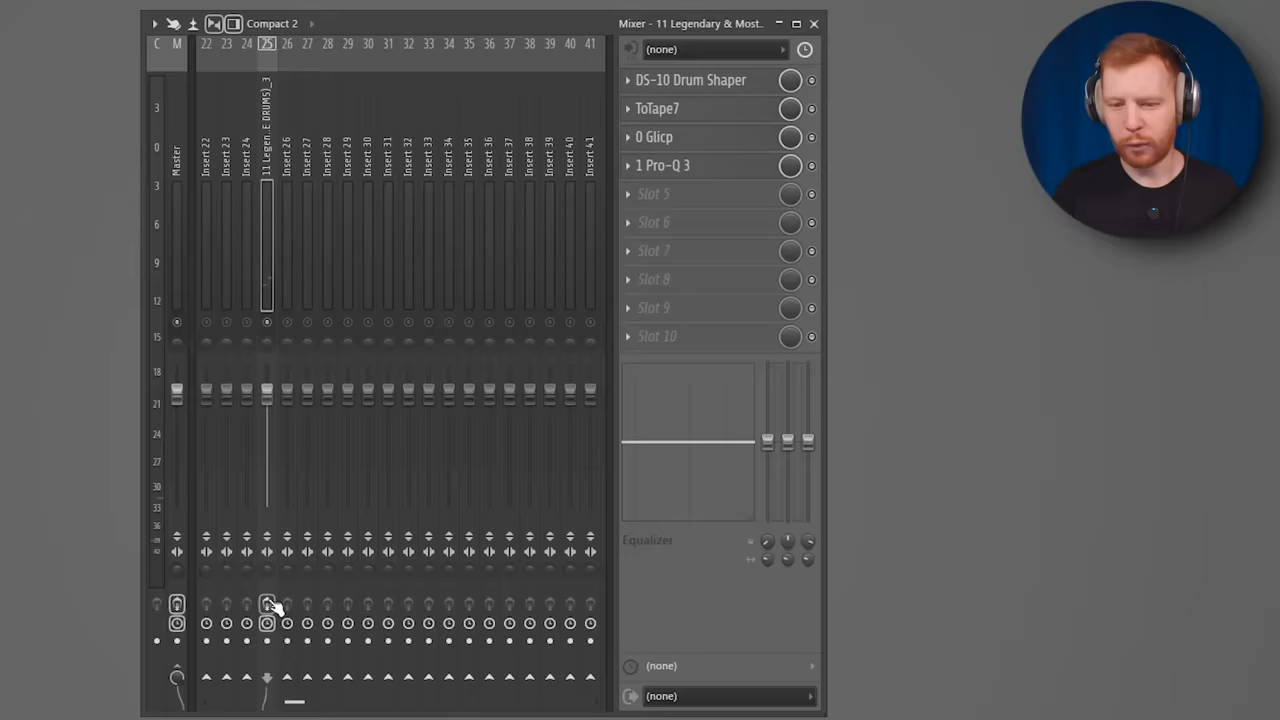 Compact 2
Mixer - 11 Legendary & Most..
C M 22 23 24 25 26 27 28 29 30 31 32 33 34 35 36 37 38 39 40 41
(none)
DS-10 Drum Shaper
ToTape7
0 Glicp
1 Pro-Q 3
Slot 5
Slot 6
Slot 7
Slot 8
Slot 9
Slot 10
3
0
3
6
9
12
15
18
21
24
27
30
33
36
Master
Insert 22
Insert 23
Insert 24
11 Legen..E DRUMS)_3
Insert 26
Insert 27
Insert 28
Insert 29
Insert 30
Insert 31
Insert 32
Insert 33
Insert 34
Insert 35
Insert 36
Insert 37
Insert 38
Insert 39
Insert 40
Insert 41
Equalizer
(none)
(none)